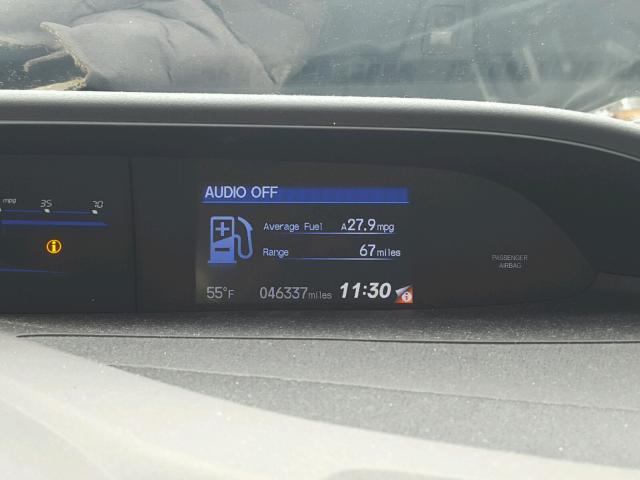 mpg 35 70
AUDIO OFF
Average Fuel A27.9mpg
Range 67miles
55°F 046337miles 11:30
PASSENGER
AIRBAG